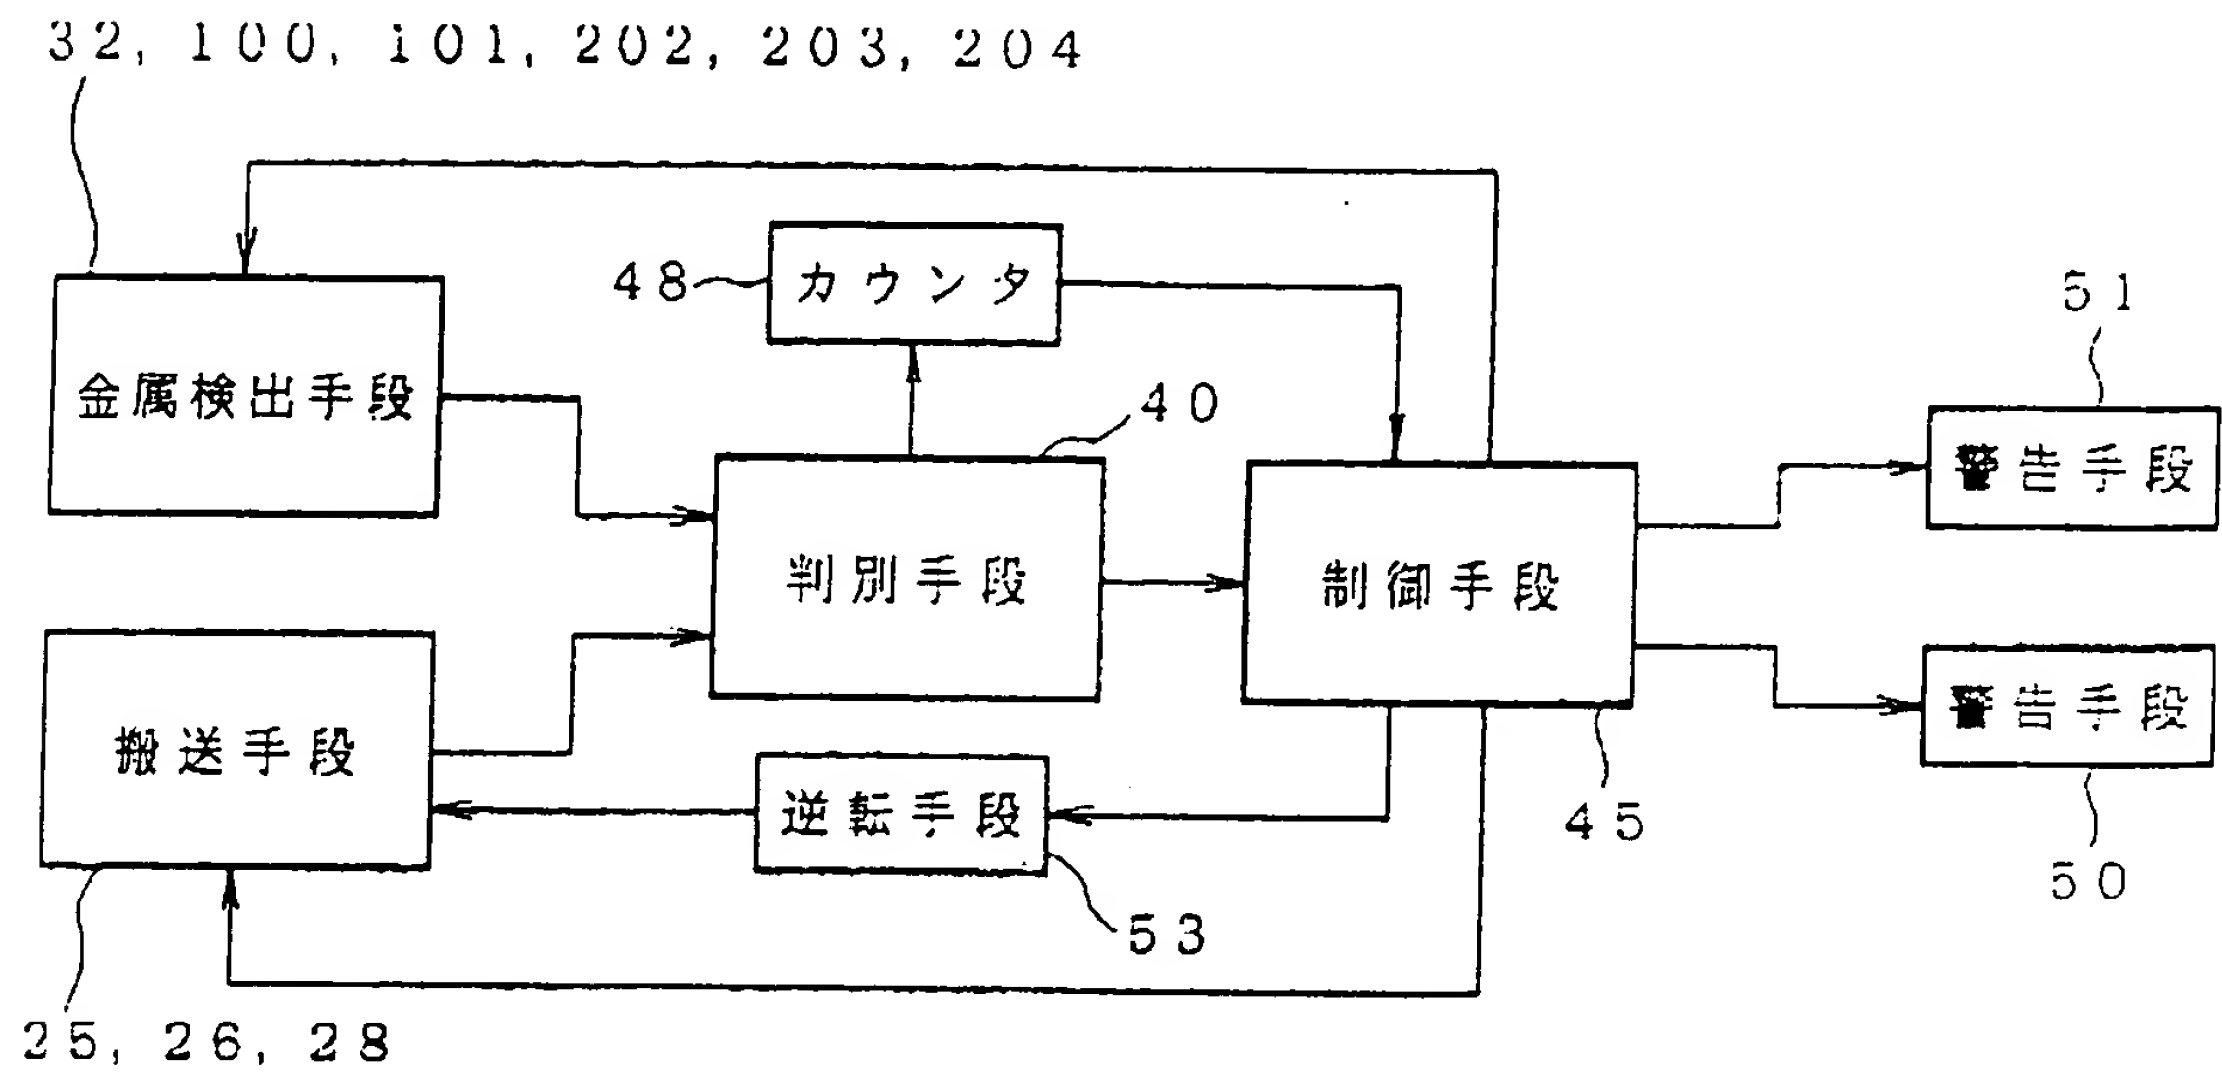 32, 100, 101, 202, 203, 204
48
カウンタ
51
金属検出手段
40
警告手段
判別手段
制御手段
搬送手段
警告手段
逆転手段
45
50
53
25, 26, 28